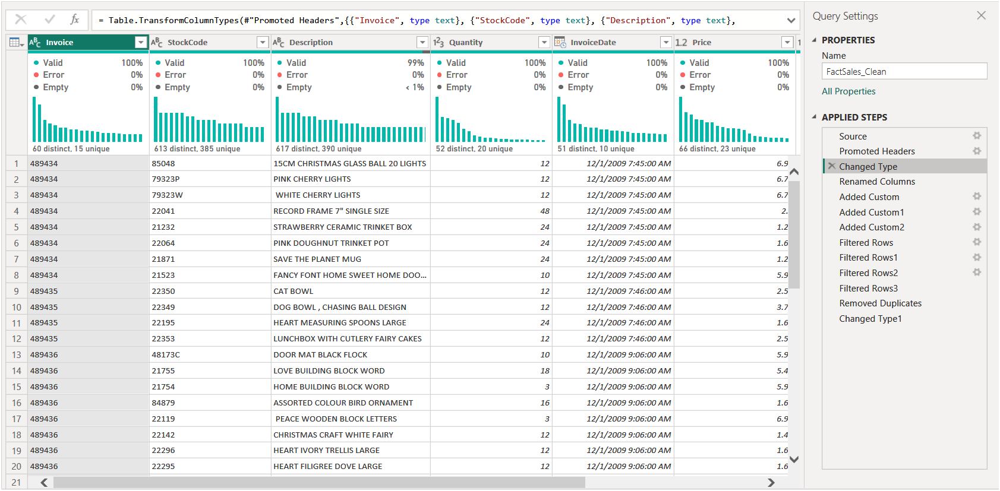 fx = Table.TransformColumnTypes(#"Promoted Headers",{{"Invoice", type text}, {"StockCode", type text}, {"Description", type text},
ABC Invoice ABC StockCode ABC Description 123 Quantity InvoiceDate 1.2 Price 1
Valid 100% Valid 100% Valid 99% Valid 100% Valid 100% Valid 100%
Error 0% Error 0% Error 0% Error 0% Error 0% Error 0%
Empty 0% Empty 0% Empty < 1% Empty 0% Empty 0% Empty 0%
60 distinct, 15 unique 613 distinct, 385 unique 617 distinct, 390 unique 52 distinct, 20 unique 51 distinct, 10 unique 66 distinct, 23 unique
1 489434 85048 15CM CHRISTMAS GLASS BALL 20 LIGHTS 12 12/1/2009 7:45:00 AM 6.9
2 489434 79323P PINK CHERRY LIGHTS 12 12/1/2009 7:45:00 AM 6.7
3 489434 79323W WHITE CHERRY LIGHTS 12 12/1/2009 7:45:00 AM 6.7
4 489434 22041 RECORD FRAME 7" SINGLE SIZE 48 12/1/2009 7:45:00 AM 2.
5 489434 21232 STRAWBERRY CERAMIC TRINKET BOX 24 12/1/2009 7:45:00 AM 1.2
6 489434 22064 PINK DOUGHNUT TRINKET POT 24 12/1/2009 7:45:00 AM 1.6
7 489434 21871 SAVE THE PLANET MUG 24 12/1/2009 7:45:00 AM 1.2
8 489434 21523 FANCY FONT HOME SWEET HOME DOO... 10 12/1/2009 7:45:00 AM 5.9
9 489435 22350 CAT BOWL 12 12/1/2009 7:46:00 AM 2.5
10 489435 22349 DOG BOWL , CHASING BALL DESIGN 12 12/1/2009 7:46:00 AM 3.7
11 489435 22195 HEART MEASURING SPOONS LARGE 24 12/1/2009 7:46:00 AM 1.6
12 489435 22353 LUNCHBOX WITH CUTLERY FAIRY CAKES 12 12/1/2009 7:46:00 AM 2.5
13 489436 48173C DOOR MAT BLACK FLOCK 10 12/1/2009 9:06:00 AM 5.9
14 489436 21755 LOVE BUILDING BLOCK WORD 18 12/1/2009 9:06:00 AM 5.4
15 489436 21754 HOME BUILDING BLOCK WORD 3 12/1/2009 9:06:00 AM 5.9
16 489436 84879 ASSORTED COLOUR BIRD ORNAMENT 16 12/1/2009 9:06:00 AM 1.6
17 489436 22119 PEACE WOODEN BLOCK LETTERS 3 12/1/2009 9:06:00 AM 6.9
18 489436 22142 CHRISTMAS CRAFT WHITE FAIRY 12 12/1/2009 9:06:00 AM 1.4
19 489436 22296 HEART IVORY TRELLIS LARGE 12 12/1/2009 9:06:00 AM 1.6
20 489436 22295 HEART FILIGREE DOVE LARGE 12 12/1/2009 9:06:00 AM 1.6
21
Query Settings
PROPERTIES
Name
FactSales_Clean
All Properties
APPLIED STEPS
Source
Promoted Headers
Changed Type
Renamed Columns
Added Custom
Added Custom1
Added Custom2
Filtered Rows
Filtered Rows1
Filtered Rows2
Filtered Rows3
Removed Duplicates
Changed Type1